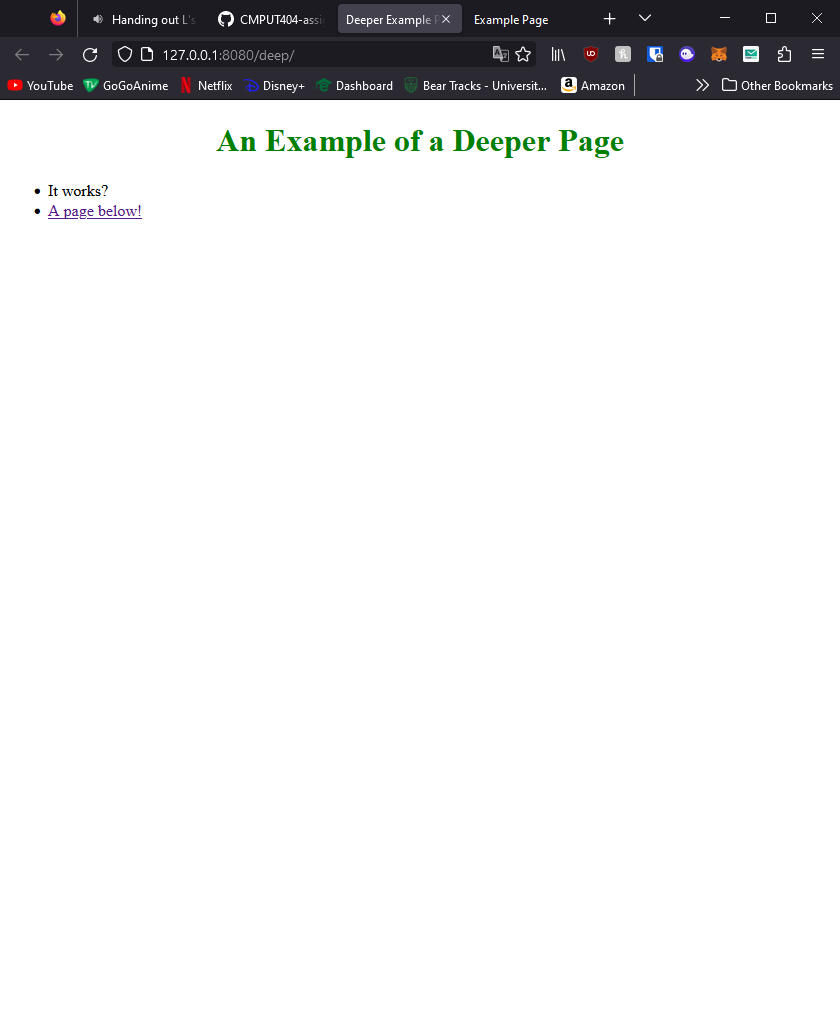 Handing out L's
CMPUT404-assi
Deeper Example P
Example Page
127.0.0.1:8080/deep/
YouTube
GoGoAnime
Netflix
Disney+
Dashboard
Bear Tracks - Universit...
Amazon
Other Bookmarks
An Example of a Deeper Page
It works?
A page below!